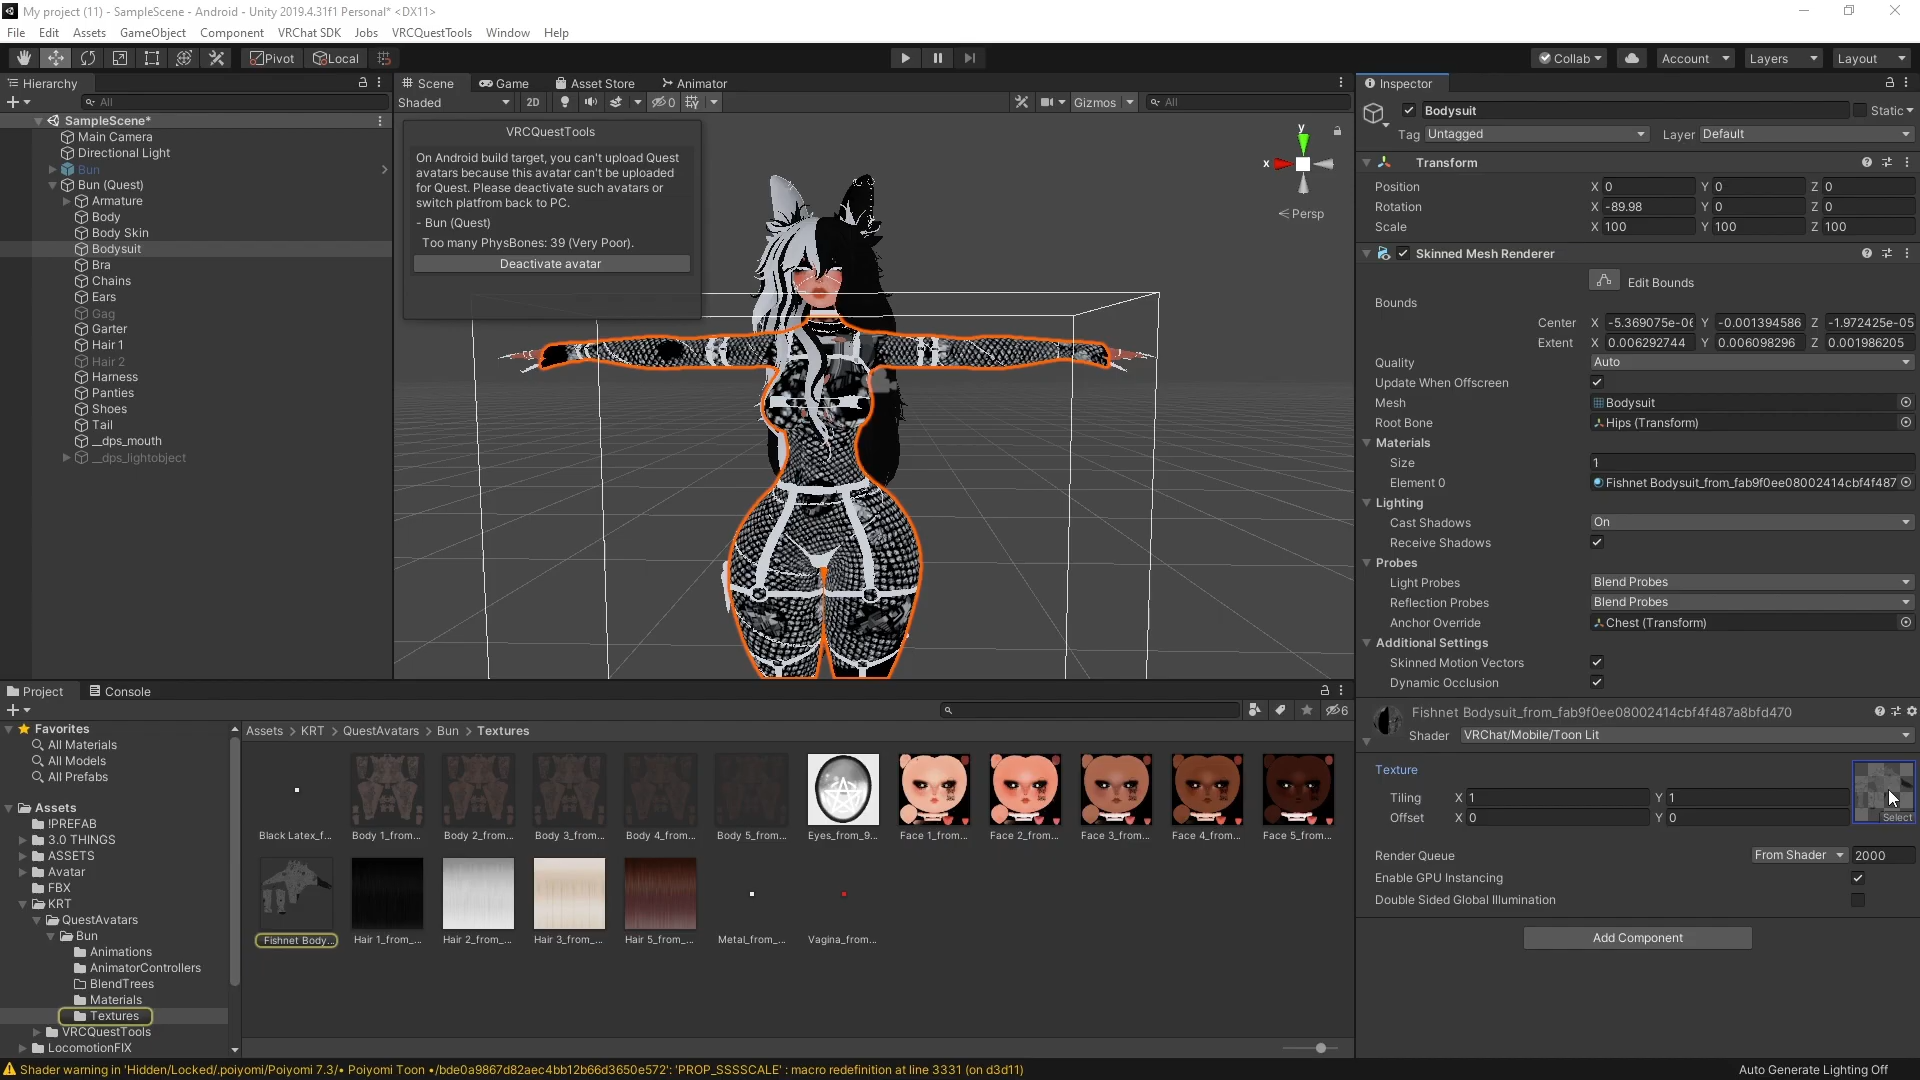 My project (11) - SampleScene - Android - Unity 2019.4.31f1 Personal* <DX11>
File Edit Assets GameObject Component VRChat SDK Jobs VRCQuestTools Window Help
Pivot Local Collab Account Layers Layout
Hierarchy
All
SampleScene*
Main Camera
Directional Light
Bun
Bun (Quest)
Armature
Body
Body Skin
Bodysuit
Bra
Chains
Ears
Gag
Garter
Hair 1
Hair 2
Harness
Panties
Shoes
Tail
__dps_mouth
__dps_lightobject
Scene Game Asset Store Animator
Shaded 2D 0 Gizmos All
VRCQuestTools
On Android build target, you can't upload Quest
avatars because this avatar can't be uploaded
for Quest. Please deactivate such avatars or
switch platfrom back to PC.
- Bun (Quest)
Too many PhysBones: 39 (Very Poor).
Deactivate avatar
y
x
Persp
Inspector
Bodysuit Static
Tag Untagged Layer Default
Transform
Position X 0 Y 0 Z 0
Rotation X -89.98 Y 0 Z 0
Scale X 100 Y 100 Z 100
Skinned Mesh Renderer
Edit Bounds
Bounds
Center X -5.369075e-06 Y -0.001394586 Z -1.972425e-05
Extent X 0.006292744 Y 0.006098296 Z 0.001986205
Quality Auto
Update When Offscreen
Mesh Bodysuit
Root Bone Hips (Transform)
Materials
Size 1
Element 0 Fishnet Bodysuit_from_fab9f0ee08002414cbf4f487
Lighting
Cast Shadows On
Receive Shadows
Probes
Light Probes Blend Probes
Reflection Probes Blend Probes
Anchor Override Chest (Transform)
Additional Settings
Skinned Motion Vectors
Dynamic Occlusion
Fishnet Bodysuit_from_fab9f0ee08002414cbf4f487a8bfd470
Shader VRChat/Mobile/Toon Lit
Texture
Tiling X 1 Y 1
Offset X 0 Y 0
Select
Render Queue From Shader 2000
Enable GPU Instancing
Double Sided Global Illumination
Add Component
Project Console
6
Favorites
All Materials
All Models
All Prefabs
Assets
!PREFAB
3.0 THINGS
ASSETS
Avatar
FBX
KRT
QuestAvatars
Bun
Animations
AnimatorControllers
BlendTrees
Materials
Textures
VRCQuestTools
LocomotionFIX
Assets > KRT > QuestAvatars > Bun > Textures
Black Latex_f... Body 1_from... Body 2_from... Body 3_from... Body 4_from... Body 5_from... Eyes_from_9... Face 1_from... Face 2_from... Face 3_from... Face 4_from... Face 5_from...
Fishnet Body... Hair 1_from_... Hair 2_from_... Hair 3_from_... Hair 5_from_... Metal_from_... Vagina_from...
Shader warning in 'Hidden/Locked/.poiyomi/Poiyomi 7.3/• Poiyomi Toon •/bde0a9867d82aec4bb12b66d3650e572': 'PROP_SSSSCALE' : macro redefinition at line 3331 (on d3d11)
Auto Generate Lighting Off